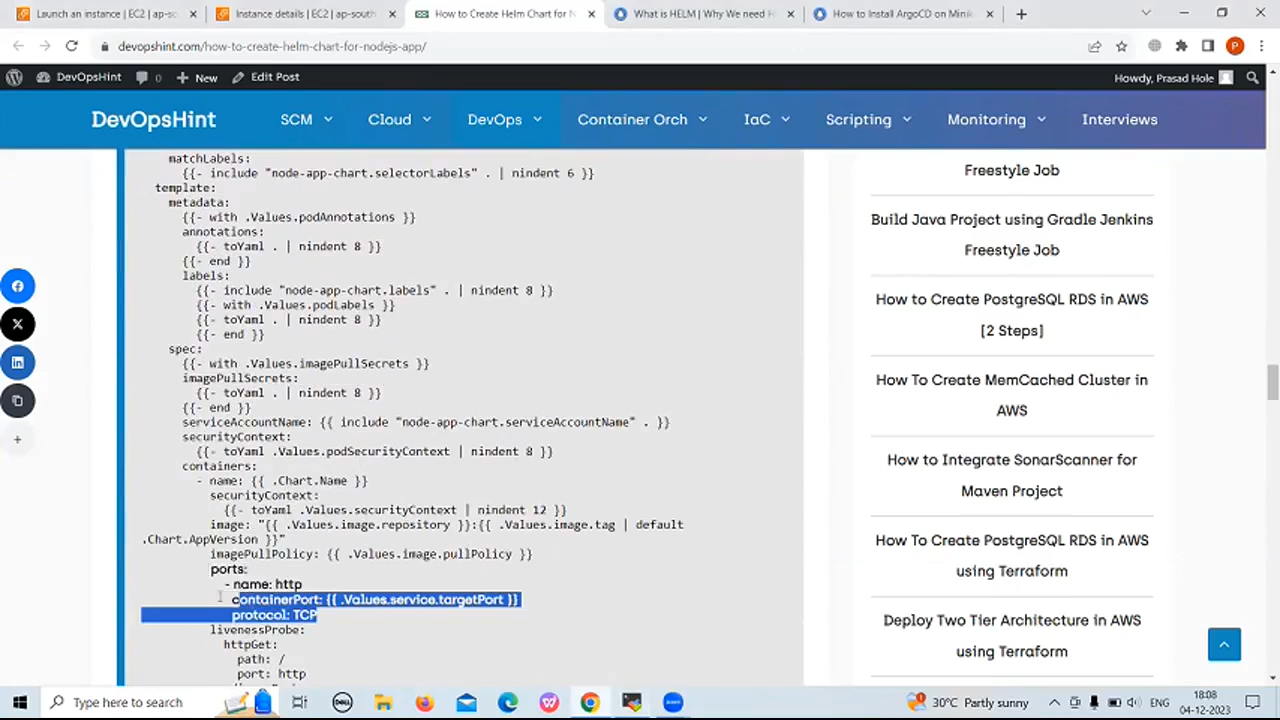 Launch an instance | EC2 | ap-so
Instance details | EC2 | ap-south
How to Create Helm Chart for N
What is HELM | Why We need H
How to Install ArgoCD on Minik
devopshint.com/how-to-create-helm-chart-for-nodejs-app/
P
DevOpsHint
0
New
Edit Post
Howdy, Prasad Hole
DevOpsHint
SCM
Cloud
DevOps
Container Orch
IaC
Scripting
Monitoring
Interviews
matchLabels:
{{- include "node-app-chart.selectorLabels" . | nindent 6 }}
template:
metadata:
{{- with .Values.podAnnotations }}
annotations:
{{- toYaml . | nindent 8 }}
{{- end }}
labels:
{{- include "node-app-chart.labels" . | nindent 8 }}
{{- with .Values.podLabels }}
{{- toYaml . | nindent 8 }}
{{- end }}
spec:
{{- with .Values.imagePullSecrets }}
imagePullSecrets:
{{- toYaml . | nindent 8 }}
{{- end }}
serviceAccountName: {{ include "node-app-chart.serviceAccountName" . }}
securityContext:
{{- toYaml .Values.podSecurityContext | nindent 8 }}
containers:
- name: {{ .Chart.Name }}
securityContext:
{{- toYaml .Values.securityContext | nindent 12 }}
image: "{{ .Values.image.repository }}:{{ .Values.image.tag | default
.Chart.AppVersion }}"
imagePullPolicy: {{ .Values.image.pullPolicy }}
ports:
- name: http
containerPort: {{ .Values.service.targetPort }}
protocol: TCP
livenessProbe:
httpGet:
path: /
port: http
Freestyle Job
Build Java Project using Gradle Jenkins
Freestyle Job
How to Create PostgreSQL RDS in AWS
[2 Steps]
How To Create MemCached Cluster in
AWS
How to Integrate SonarScanner for
Maven Project
How To Create PostgreSQL RDS in AWS
using Terraform
Deploy Two Tier Architecture in AWS
using Terraform
Type here to search
30°C Partly sunny
ENG
18:08
04-12-2023